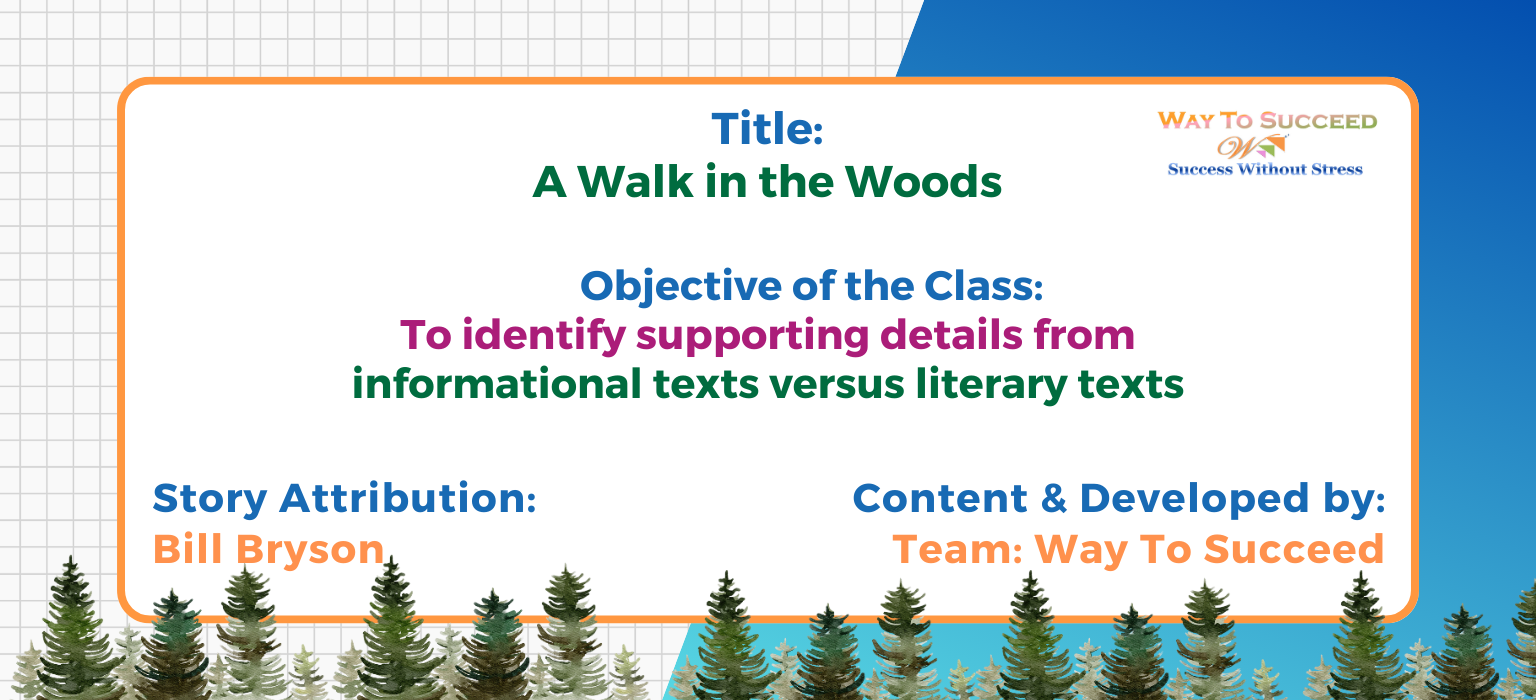 Title:
A Walk in the Woods
WAY TO SUCCEED
W
Success Without Stress
Objective of the Class:
To identify supporting details from
informational texts versus literary texts
Story Attribution:
Bill Bryson
Content & Developed by:
Team: Way To Succeed